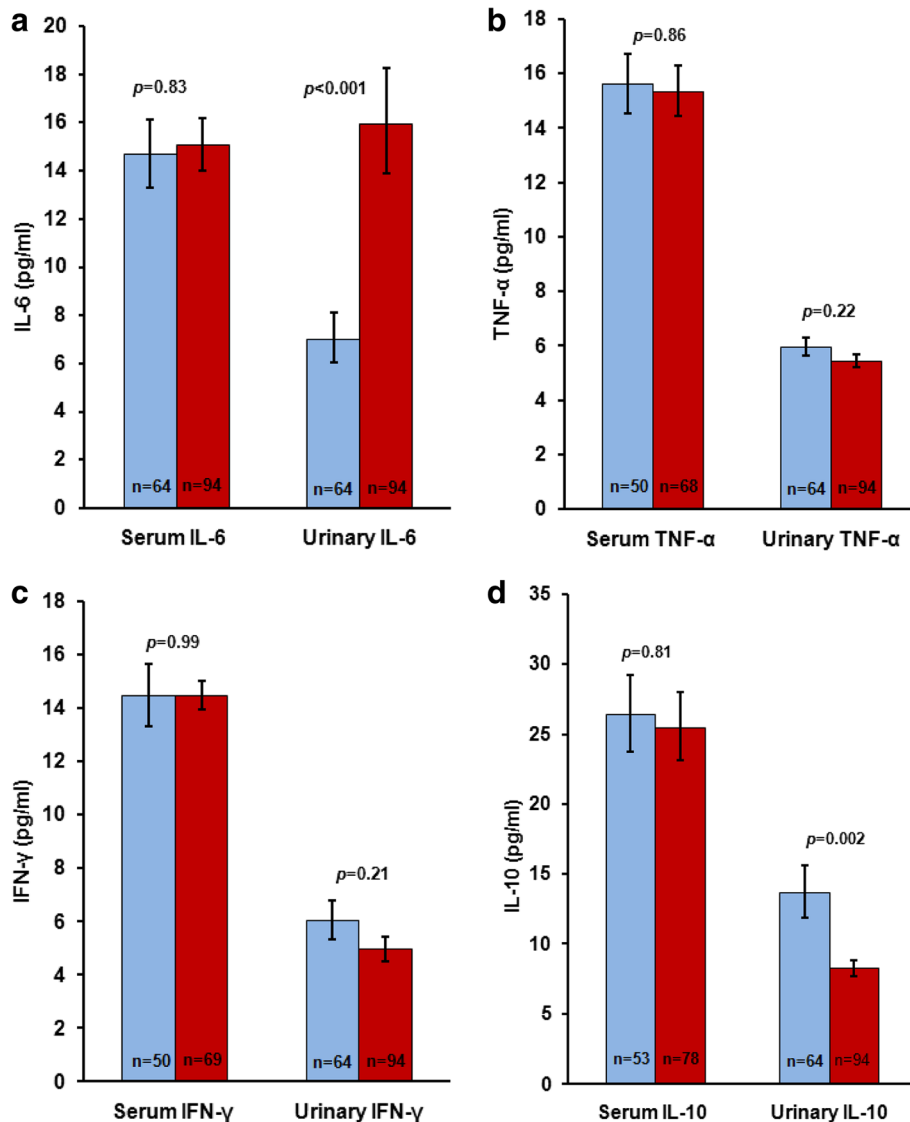 a
IL-6 (pg/ml)
20
18
16
14
12
10
8
6
4
2
0
p=0.83
p<0.001
n=64
n=94
n=64
n=94
Serum IL-6
Urinary IL-6
b
TNF-α (pg/ml)
18
16
14
12
10
8
6
4
2
0
p=0.86
p=0.22
n=50
n=68
n=64
n=94
Serum TNF-α
Urinary TNF-α
c
IFN-γ (pg/ml)
18
16
14
12
10
8
6
4
2
0
p=0.99
p=0.21
n=50
n=69
n=64
n=94
Serum IFN-γ
Urinary IFN-γ
d
IL-10 (pg/ml)
35
30
25
20
15
10
5
0
p=0.81
p=0.002
n=53
n=78
n=64
n=94
Serum IL-10
Urinary IL-10